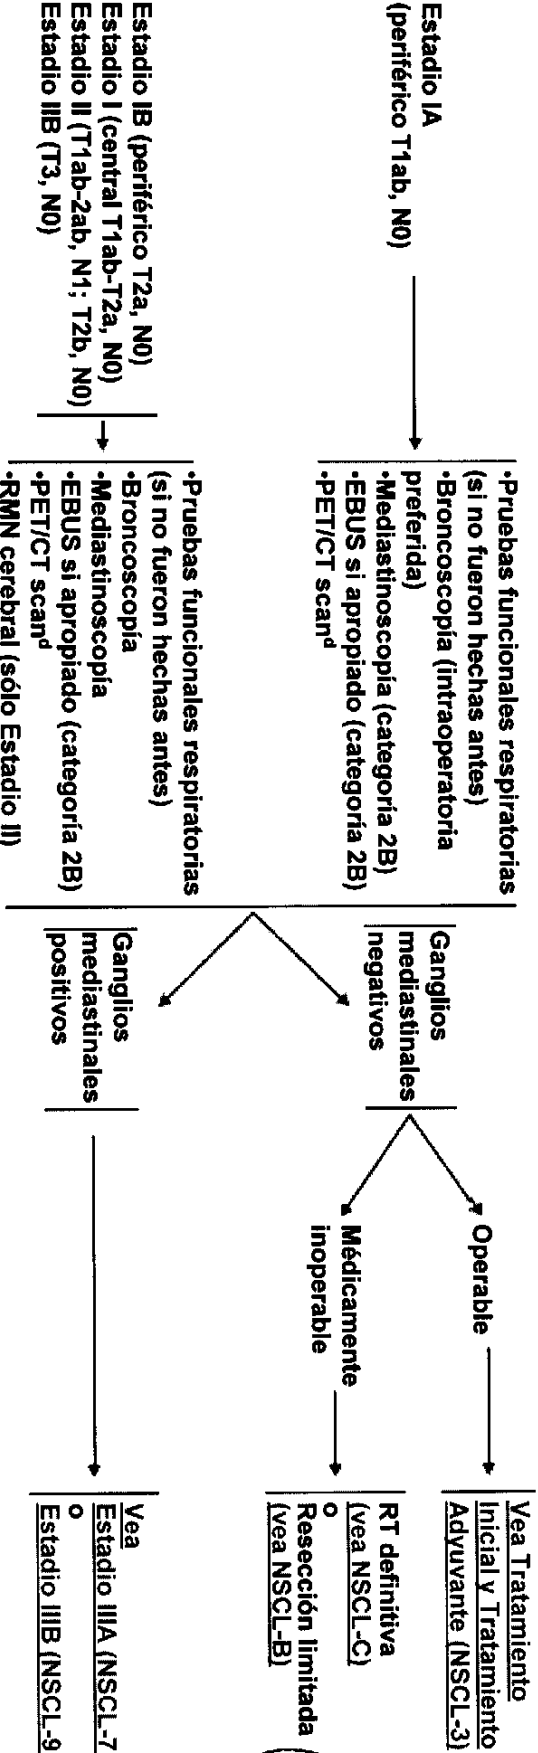 Estadio IA
(periférico T1ab, N0)
•Pruebas funcionales respiratorias
(si no fueron hechas antes)
•Broncoscopía (intraoperatoria
preferida)
•Mediastinoscopía (categoría 2B)
•EBUS si apropiado (categoría 2B)
•PET/CT scand
Estadio IB (periférico T2a, N0)
Estadio I (central T1ab-T2a, N0)
Estadio II (T1ab-2ab, N1; T2b, N0)
Estadio IIB (T3, N0)
•Pruebas funcionales respiratorias
(si no fueron hechas antes)
•Broncoscopía
•Mediastinoscopía
•EBUS si apropiado (categoría 2B)
•PET/CT scand
•RMN cerebral (sólo Estadio II)
Ganglios
mediastinales
negativos
Ganglios
mediastinales
positivos
Operable
Médicamente
inoperable
Vea Tratamiento
Inicial y Tratamiento
Adyuvante (NSCL-3)
RT definitiva
(vea NSCL-C)
o
Resección limitada
(vea NSCL-B)
Vea
Estadio IIIA (NSCL-7
o
Estadio IIIB (NSCL-9